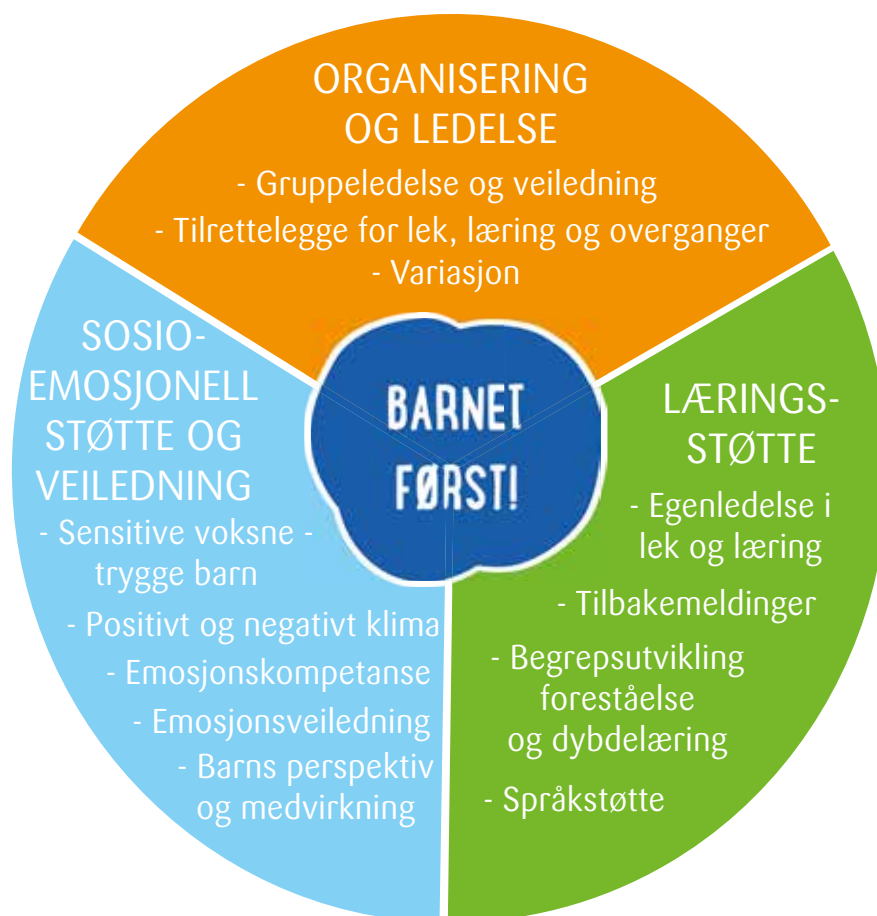 ORGANISERING
OG LEDELSE
- Gruppeledelse og veiledning
- Tilrettelegge for lek, læring og overganger
- Variasjon
SOSIO-
EMOSJONELL
STØTTE OG
VEILEDNING
- Sensitive voksne -
trygge barn
- Positivt og negativt klima
- Emosjonskompetanse
- Emosjonsveiledning
- Barns perspektiv
og medvirkning
BARNET
FØRST!
LÆRINGS-
STØTTE
- Egenledelse i
lek og læring
- Tilbakemeldinger
- Begrepsutvikling
foreståelse
og dybdelæring
- Språkstøtte